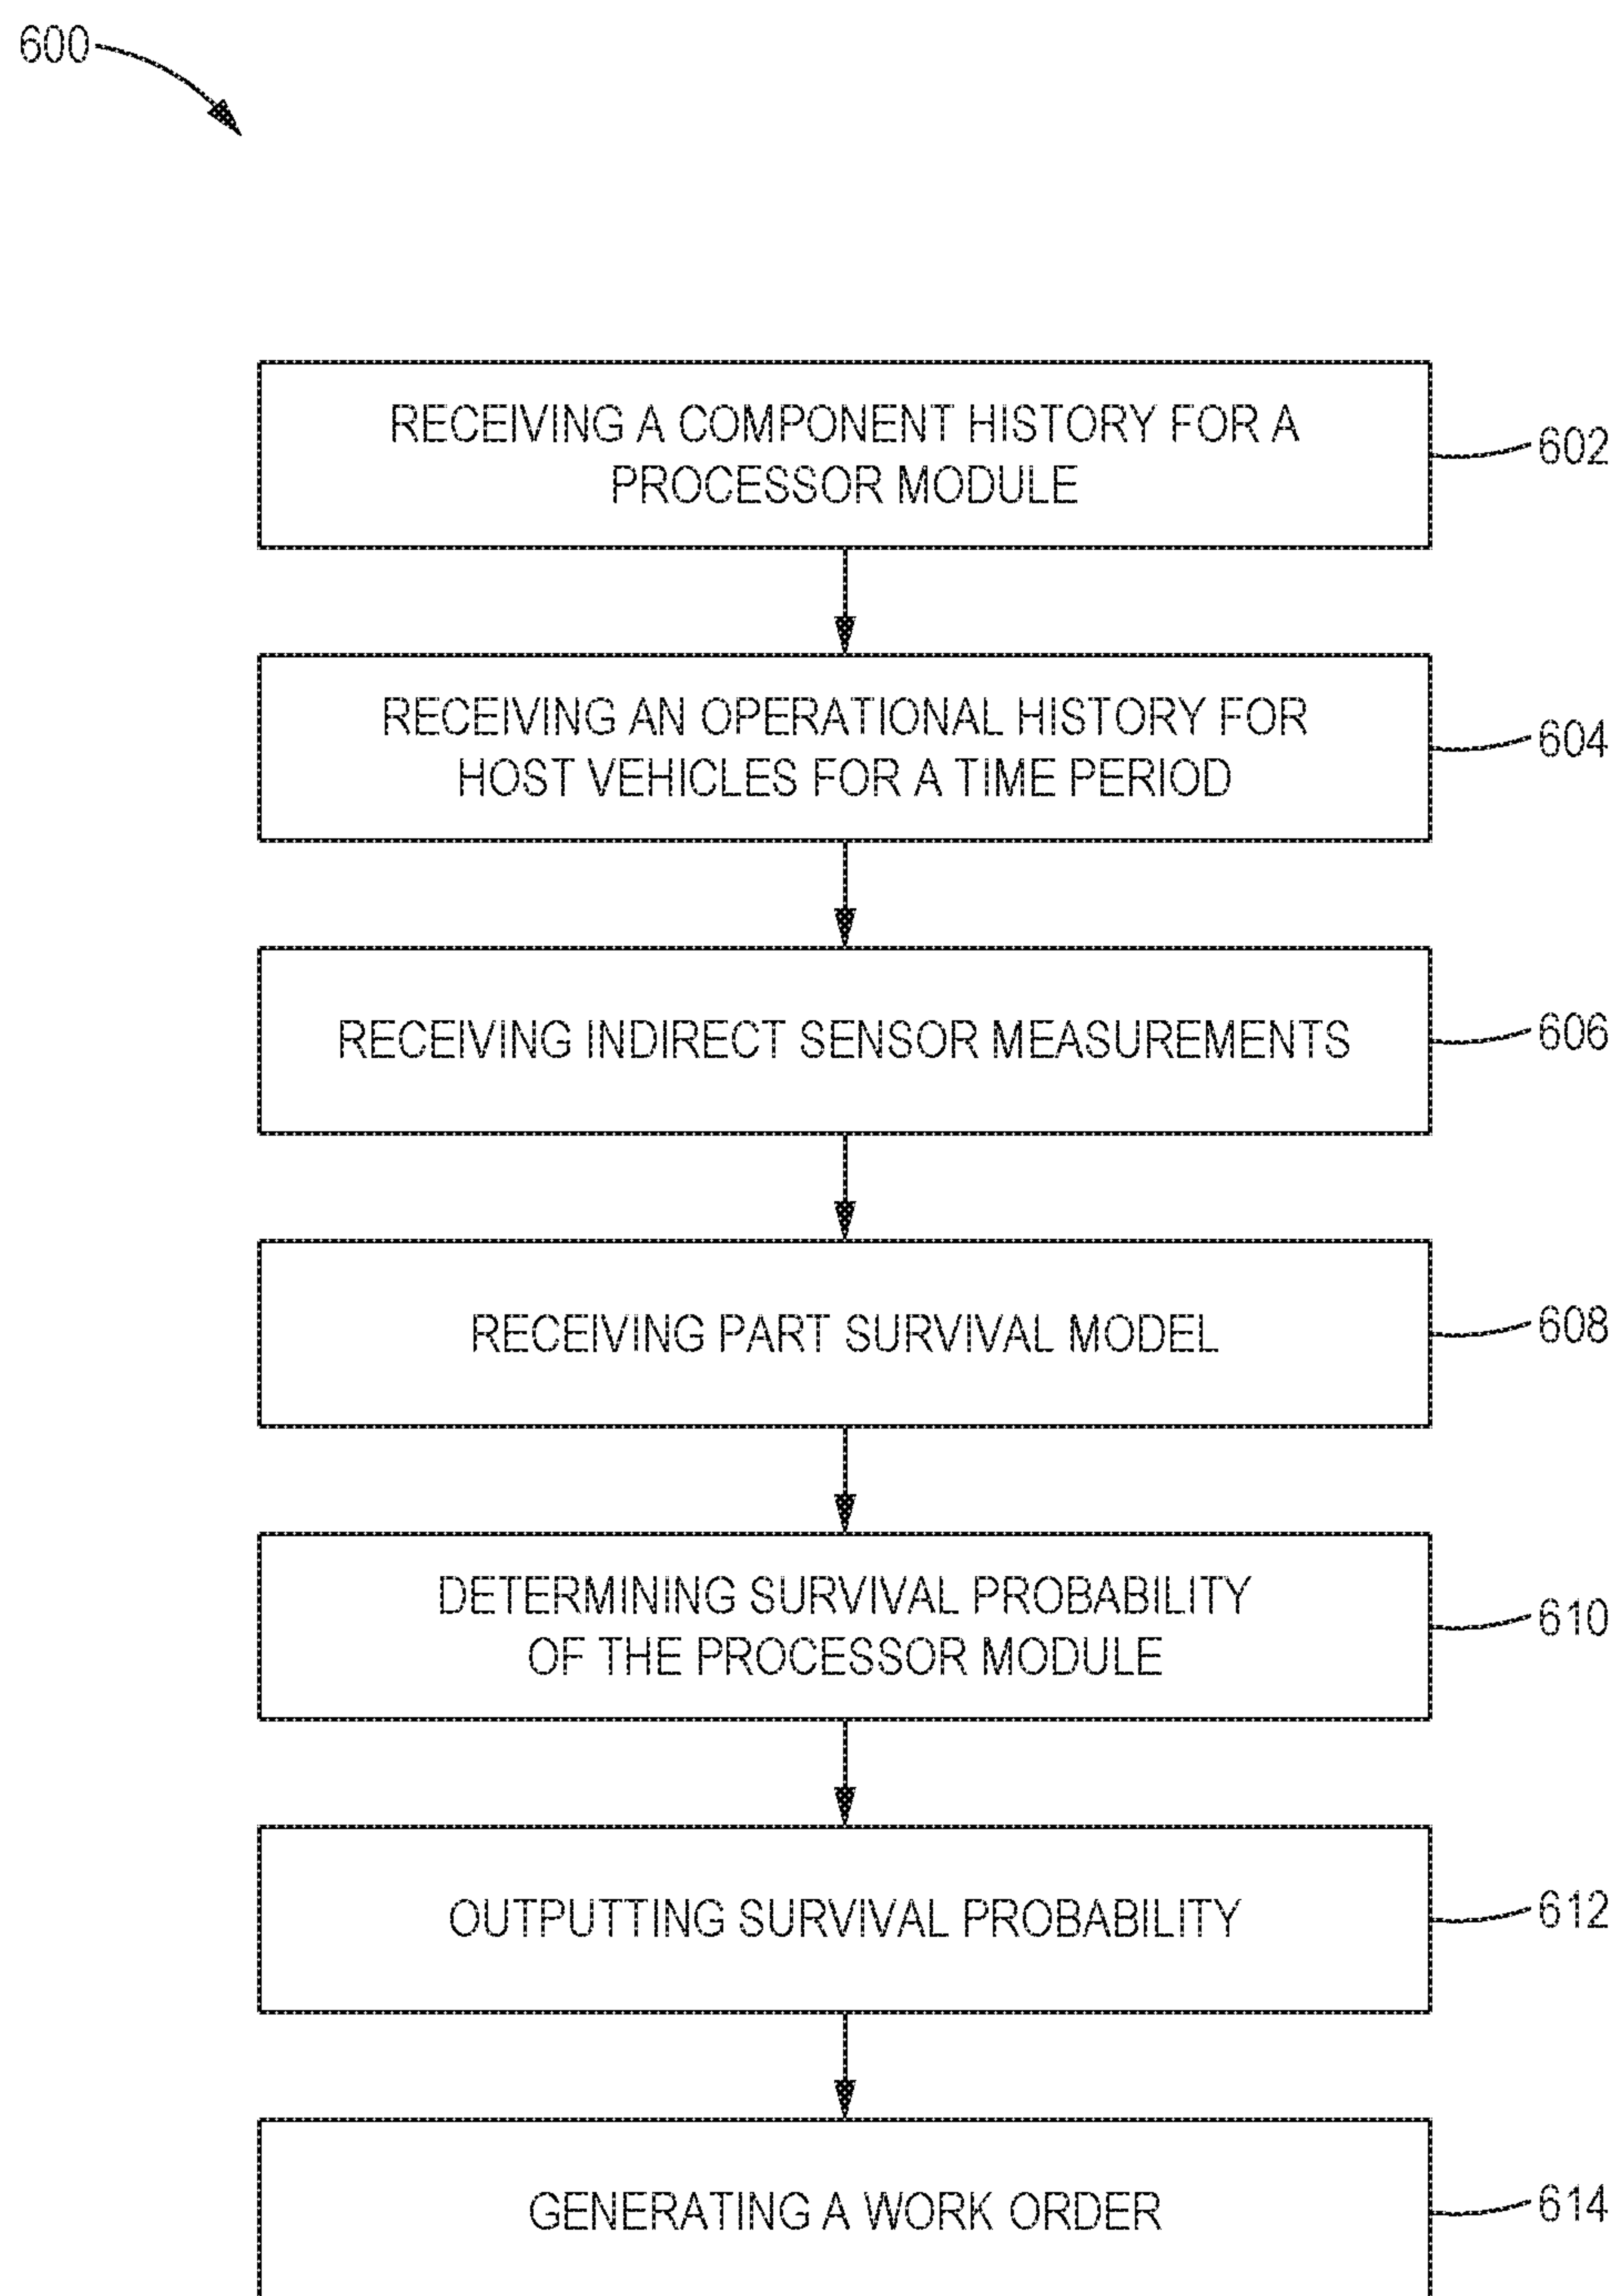 600
RECEIVING A COMPONENT HISTORY FOR A
PROCESSOR MODULE
602
RECEIVING AN OPERATIONAL HISTORY FOR
HOST VEHICLES FOR A TIME PERIOD
604
RECEIVING INDIRECT SENSOR MEASUREMENTS
606
RECEIVING PART SURVIVAL MODEL
608
DETERMINING SURVIVAL PROBABILITY
OF THE PROCESSOR MODULE
610
OUTPUTTING SURVIVAL PROBABILITY
612
GENERATING A WORK ORDER
614